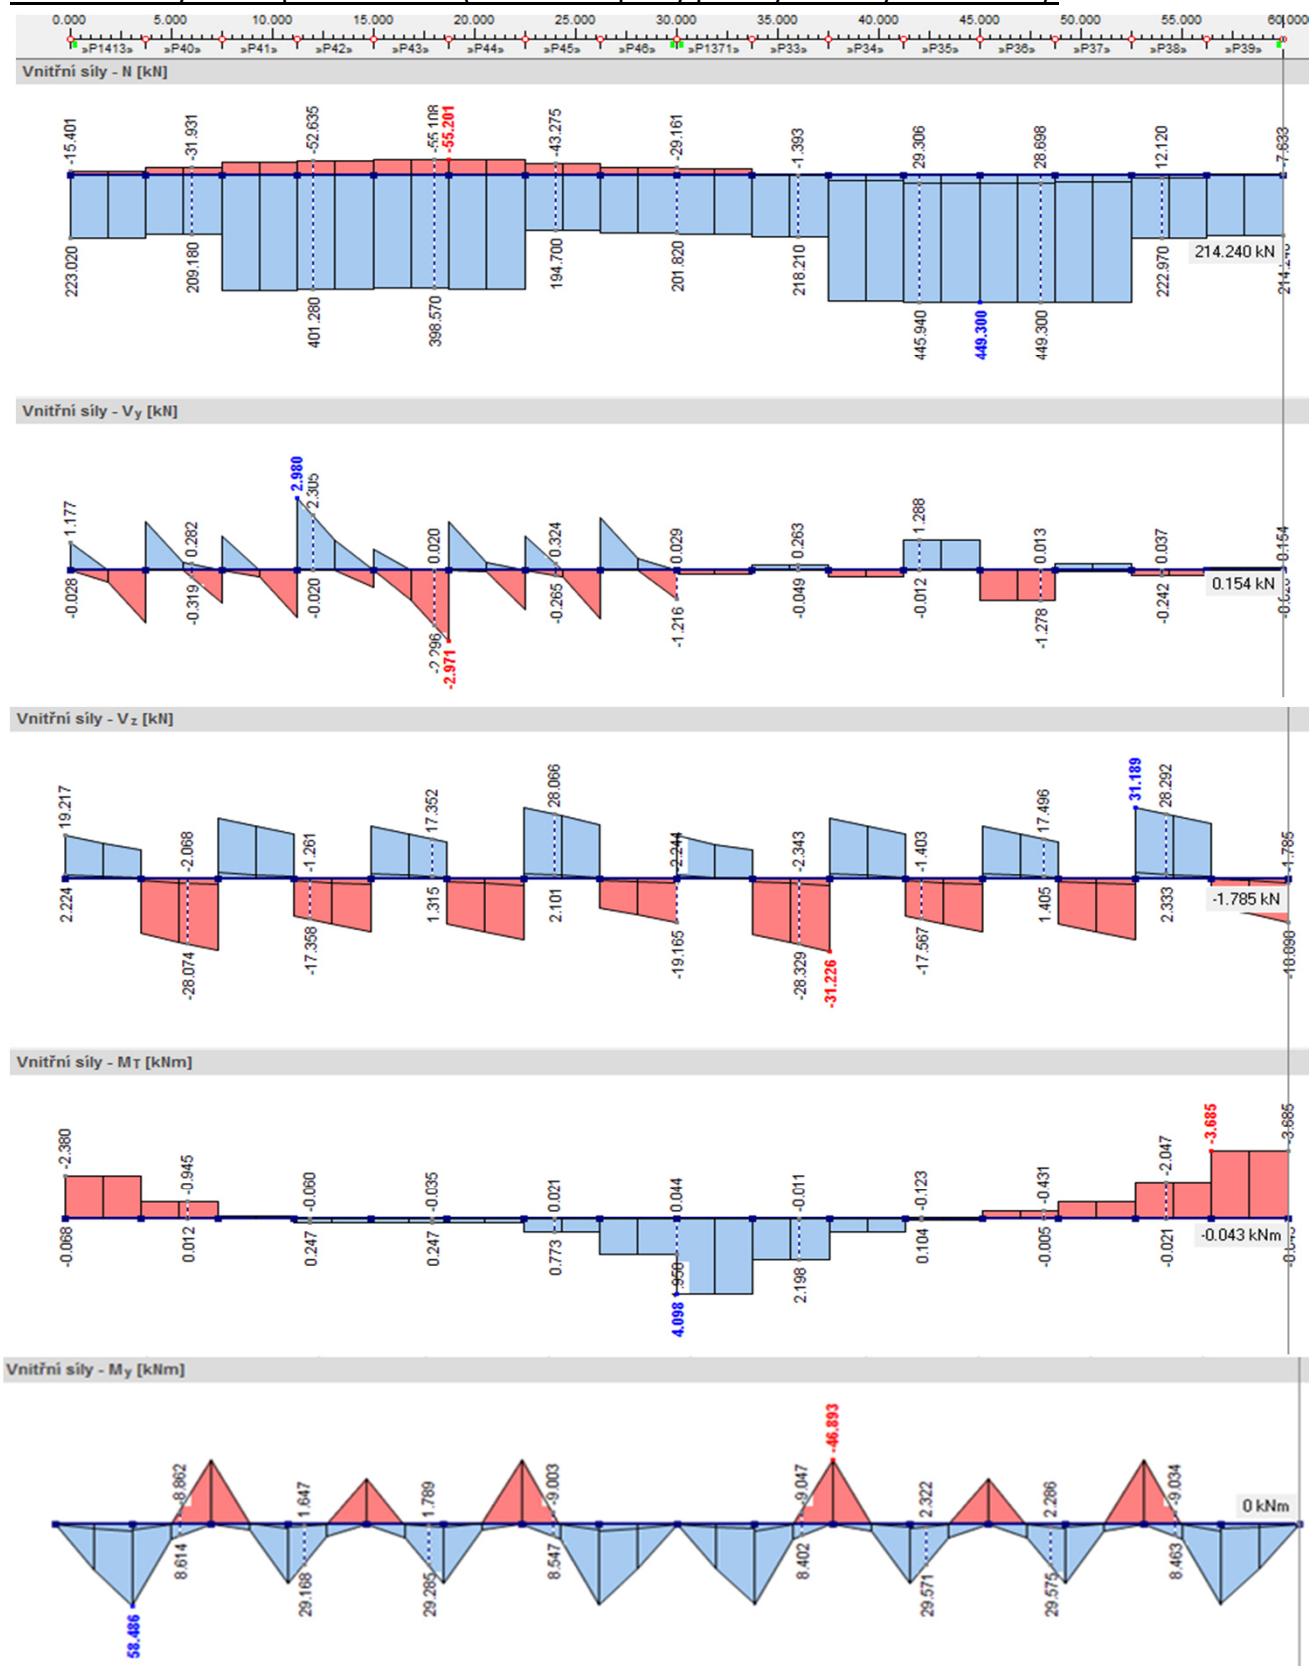 0.000 5.000 10.000 15.000 20.000 25.000 30.000 35.000 40.000 45.000 50.000 55.000 60.000
»P1413» »P40» »P41» »P42» »P43» »P44» »P45» »P46» »P1371» »P33» »P34» »P35» »P36» »P37» »P38» »P39»
Vnitřní síly - N [kN]
-15.401 -31.931 -52.635 -55.108 -55.201 -43.275 -29.161 -1.393 29.306 28.698 12.120 -7.633
223.020 209.180 401.280 398.570 194.700 201.820 218.210 445.940 449.300 449.300 222.970 214.240
214.240 kN
Vnitřní síly - Vy [kN]
1.177 0.282 2.980 2.305 0.020 0.324 0.029 0.263 1.288 0.013 0.037 0.154
-0.028 -0.319 -0.020 -2.296 -2.971 -0.265 -1.216 -0.049 -0.012 -1.278 -0.242
0.154 kN
Vnitřní síly - Vz [kN]
19.217 -2.068 -1.261 17.352 28.066 -2.244 -2.343 -1.403 17.496 31.189 28.292 -1.785
2.224 -28.074 -17.358 1.315 2.101 -19.165 -28.329 -31.226 -17.567 1.405 2.333
-1.785 kN
Vnitřní síly - MT [kNm]
-2.380 -0.945 -0.060 -0.035 0.021 0.044 -0.011 -0.123 -0.431 -2.047 -3.685 -3.685
-0.068 0.012 0.247 0.247 0.773 1.950 4.098 2.198 0.104 -0.005 -0.021 -0.043
-0.043 kNm
Vnitřní síly - My [kNm]
-8.862 1.647 1.789 -9.003 -9.047 -46.893 2.322 2.286 -9.034
0 kNm
58.486 8.614 29.168 29.285 8.547 8.402 29.571 29.575 8.463